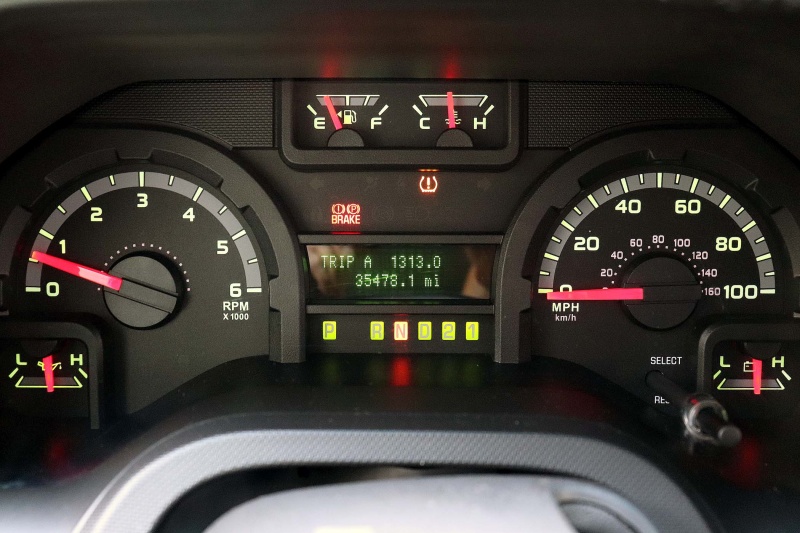 E F
C H
BRAKE
0 1 2 3 4 5 6
RPM
X 1000
TRIP A 1313.0
35478.1 mi
P R N D 2 1
0 20 40 60 80 100
20 40 60 80 100 120 140 160
MPH
km/h
L H
SELECT
L H